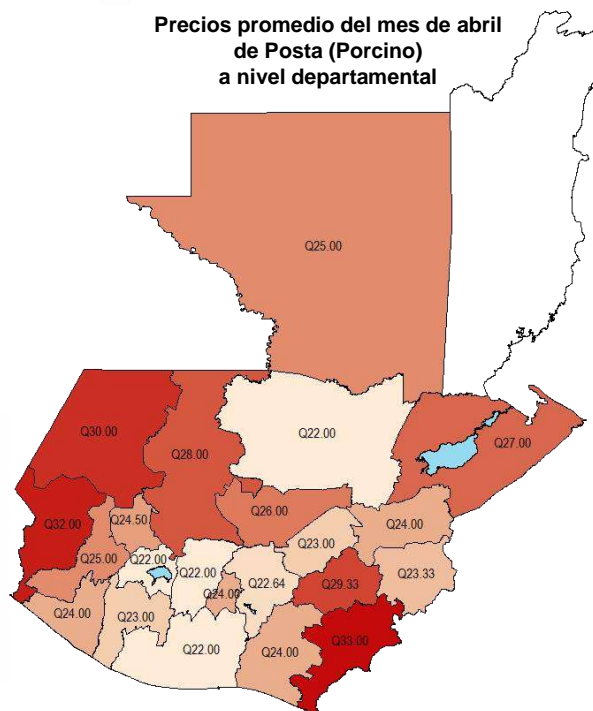 Precios promedio del mes de abril
de Posta (Porcino)
a nivel departamental
Q25.00
Q30.00
Q28.00
Q22.00
Q27.00
Q32.00
Q24.50
Q26.00
Q24.00
Q23.00
Q25.00
Q22.00
Q22.00
Q22.64
Q23.33
Q29.33
Q24.00
Q24.00
Q23.00
Q33.00
Q22.00
Q24.00